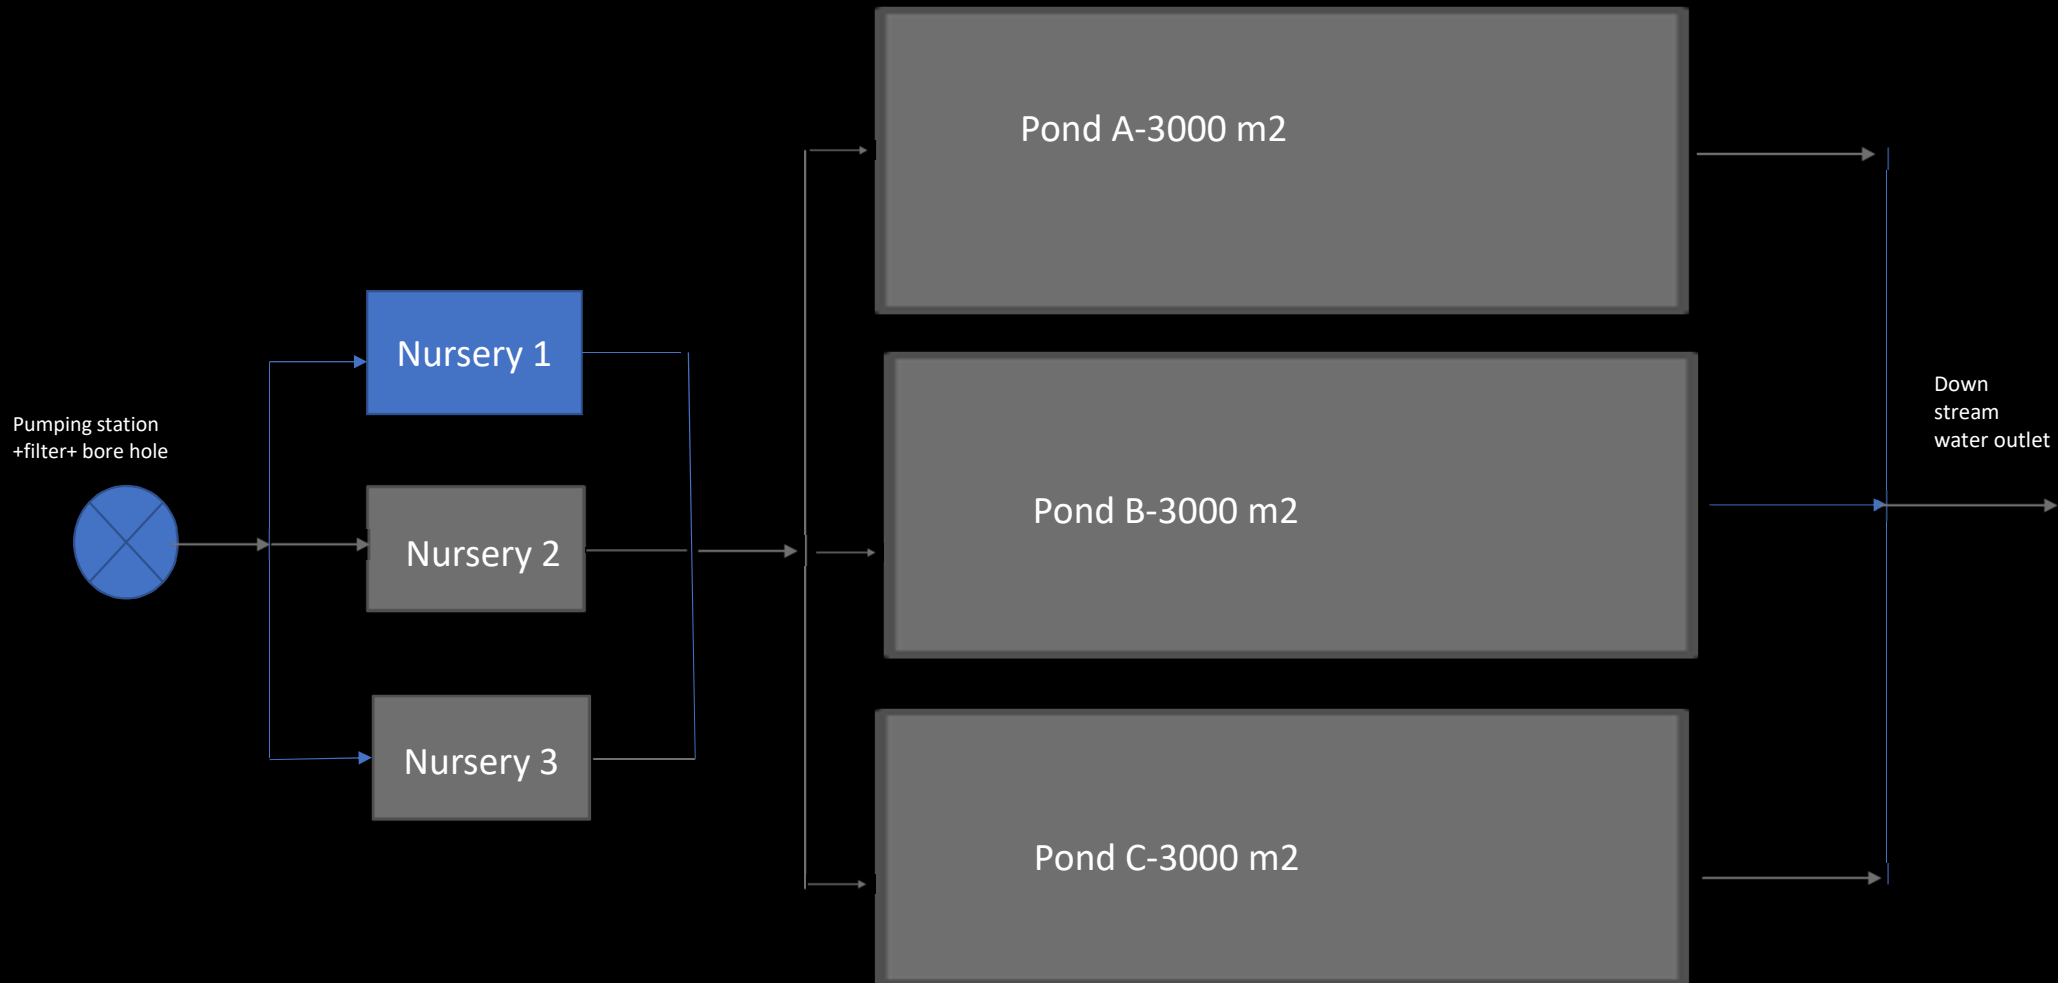 Pond A-3000 m2
Nursery 1
Down
stream
water outlet
Pumping station
+filter+ bore hole
Pond B-3000 m2
Nursery 2
Nursery 3
Pond C-3000 m2